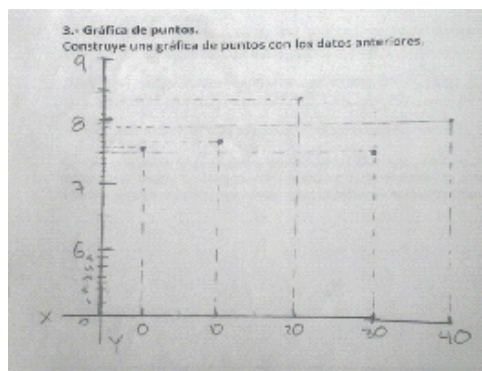 3.- Gráfica de puntos.
Construye una gráfica de puntos con los datos anteriores.
9
8
7
6
X
Y
0
10
20
30
40